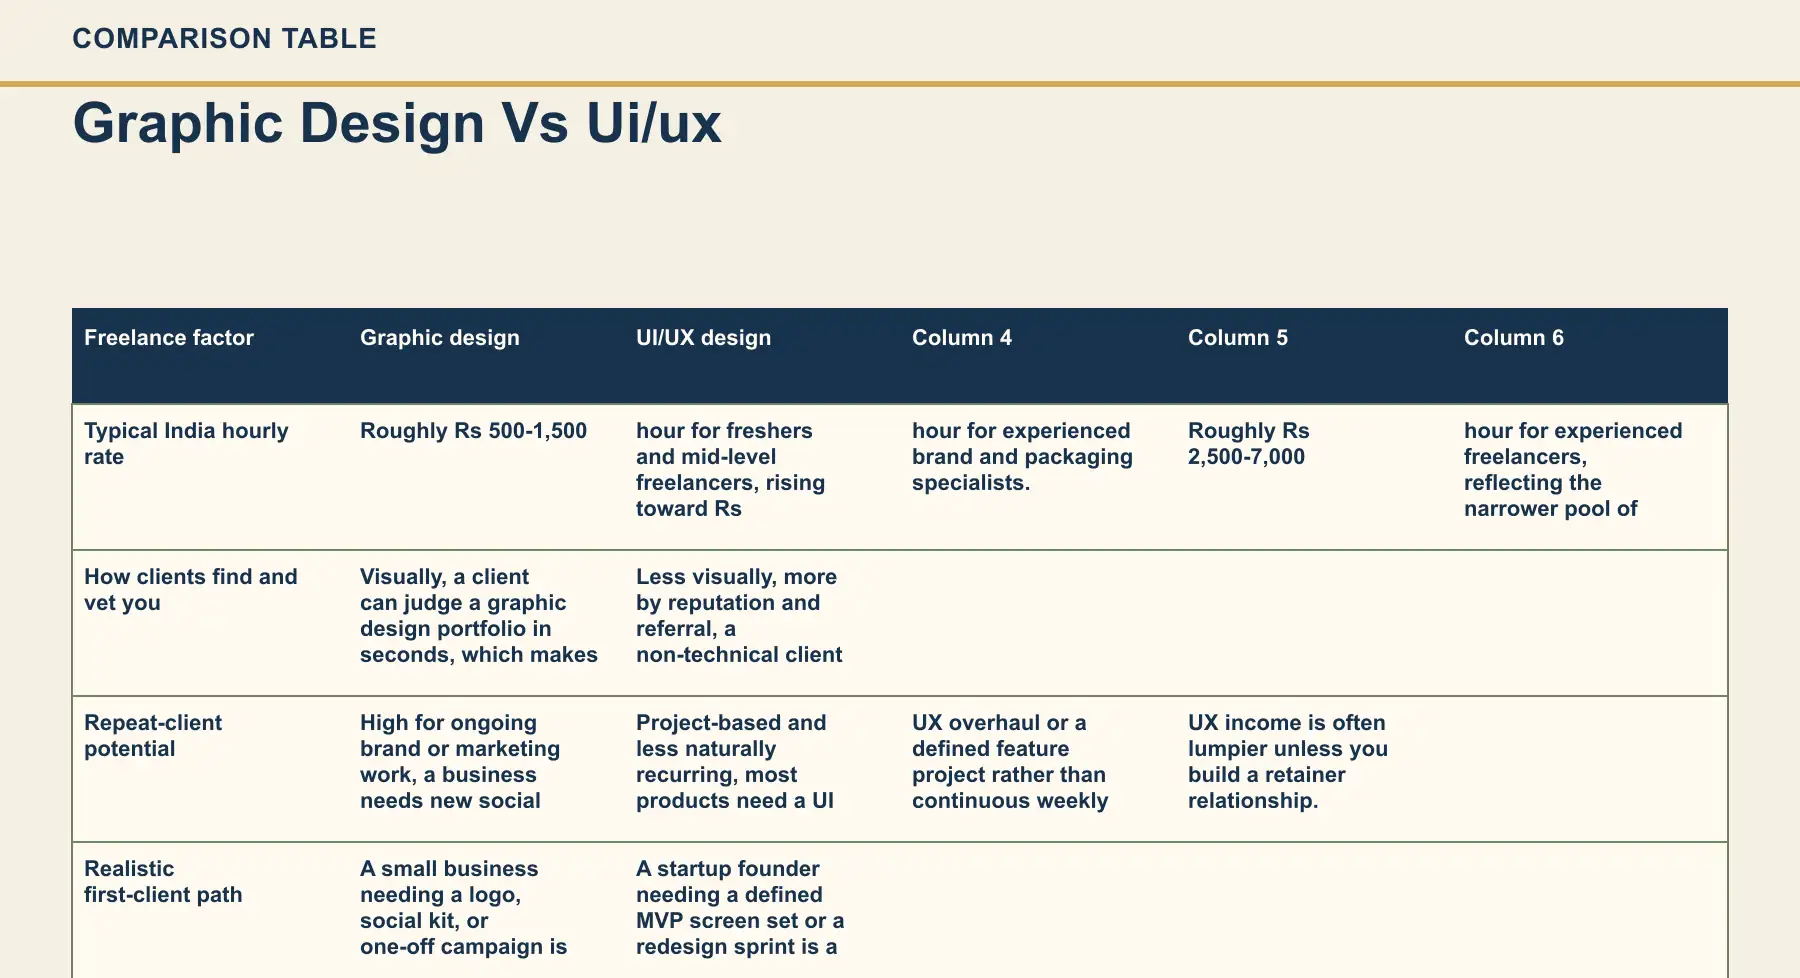 COMPARISON TABLE
Graphic Design Vs Ui/ux
Freelance factor
Graphic design
UI/UX design
Column 4
Column 5
Column 6
Typical India hourly
rate
Roughly Rs 500-1,500
hour for freshers
and mid-level
freelancers, rising
toward Rs
hour for experienced
brand and packaging
specialists.
Roughly Rs
2,500-7,000
hour for experienced
freelancers,
reflecting the
narrower pool of
How clients find and
vet you
Visually, a client
can judge a graphic
design portfolio in
seconds, which makes
Less visually, more
by reputation and
referral, a
non-technical client
Repeat-client
potential
High for ongoing
brand or marketing
work, a business
needs new social
Project-based and
less naturally
recurring, most
products need a UI
UX overhaul or a
defined feature
project rather than
continuous weekly
UX income is often
lumpier unless you
build a retainer
relationship.
Realistic
first-client path
A small business
needing a logo,
social kit, or
one-off campaign is
A startup founder
needing a defined
MVP screen set or a
redesign sprint is a